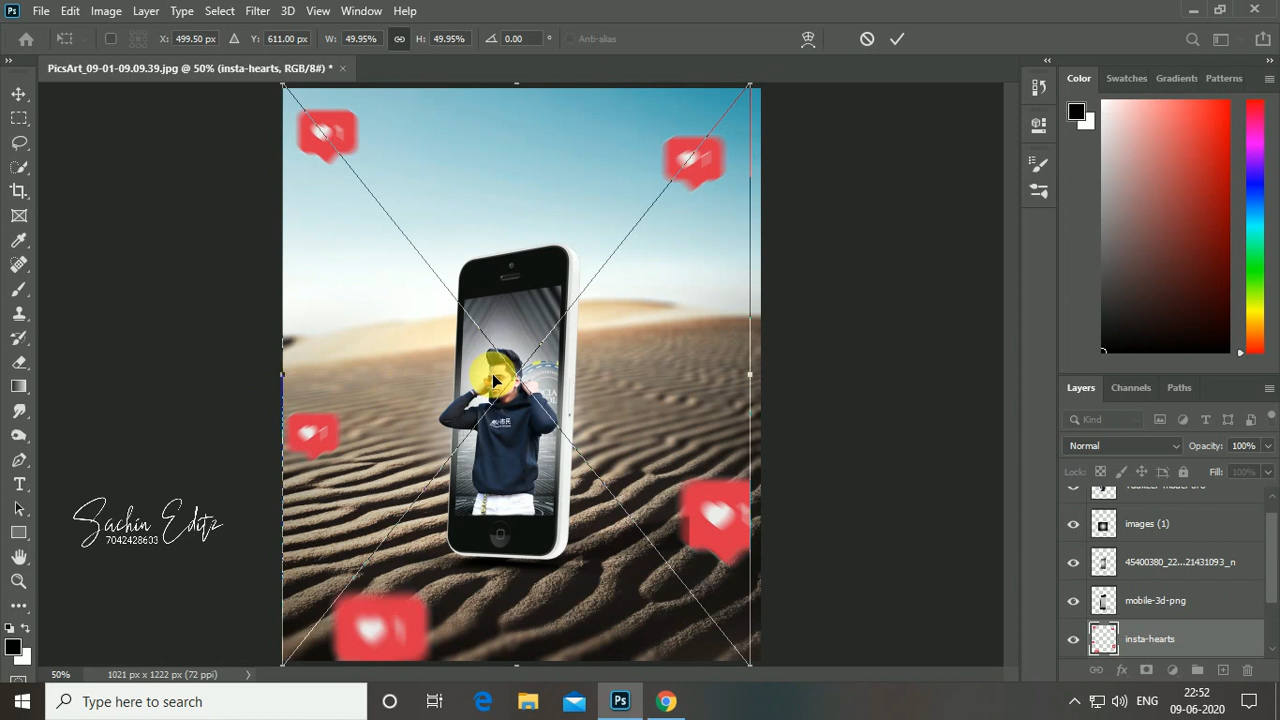 Ps File Edit Image Layer Type Select Filter 3D View Window Help
X: 499.50 px Y: 611.00 px W: 49.95% H: 49.95% 0.00 ° Anti-alias
PicsArt_09-01-09.09.39.jpg @ 50% (insta-hearts, RGB/8#) * ×
Color Swatches Gradients Patterns
Layers Channels Paths
Kind
Normal Opacity: 100%
Lock: Fill: 100%
images (1)
45400380_22...21431093_n
mobile-3d-png
insta-hearts
Sachin Editz
7042428603
50% 1021 px x 1222 px (72 ppi)
Type here to search
Ps
ENG
22:52
09-06-2020